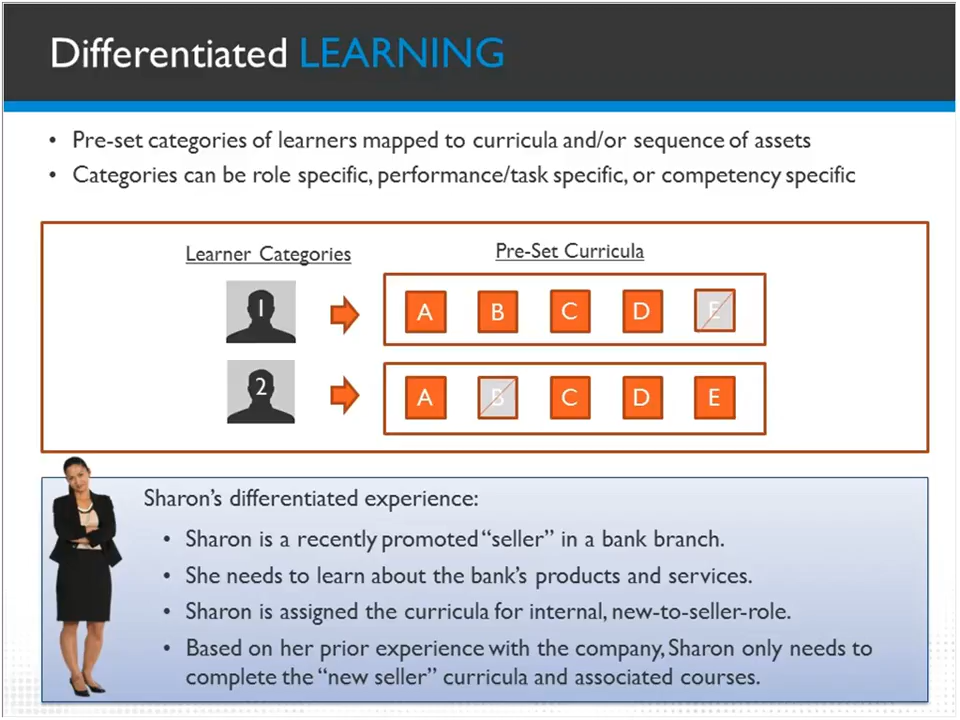 Differentiated LEARNING
• Pre-set categories of learners mapped to curricula and/or sequence of assets
• Categories can be role specific, performance/task specific, or competency specific
Learner Categories
Pre-Set Curricula
1
A B C D E
2
A B C D E
Sharon's differentiated experience:
• Sharon is a recently promoted “seller” in a bank branch.
• She needs to learn about the bank's products and services.
• Sharon is assigned the curricula for internal, new-to-seller-role.
• Based on her prior experience with the company, Sharon only needs to
complete the “new seller” curricula and associated courses.